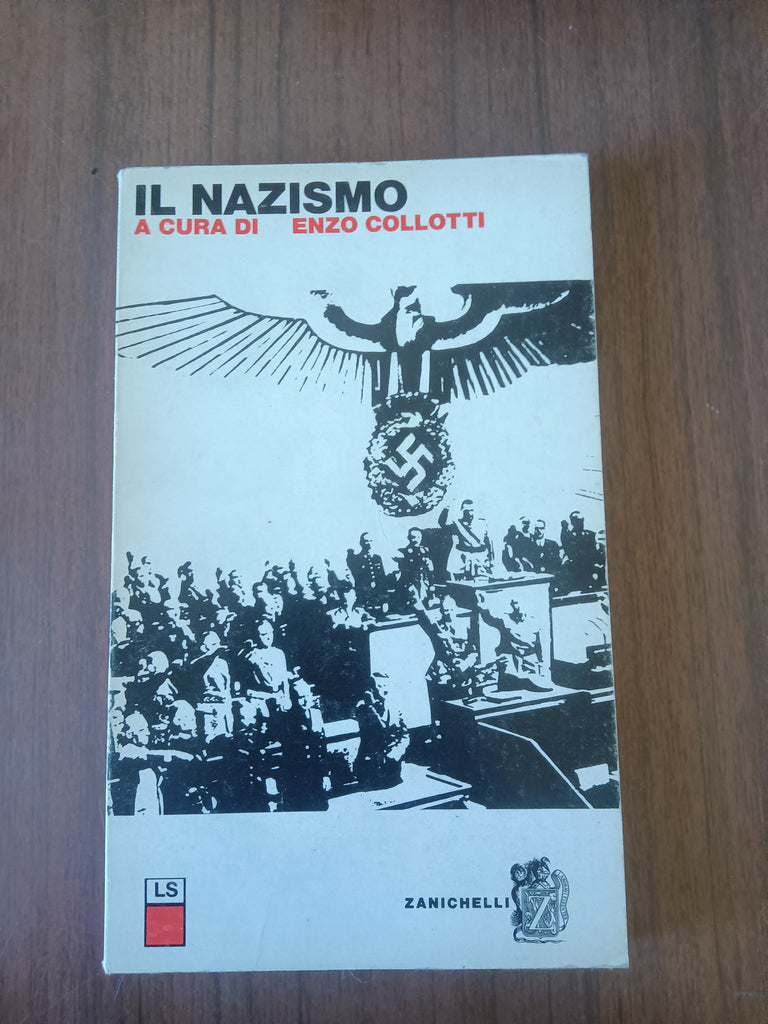 IL NAZISMO
A CURA DI ENZO COLLOTTI
LS
ZANICHELLI
Z